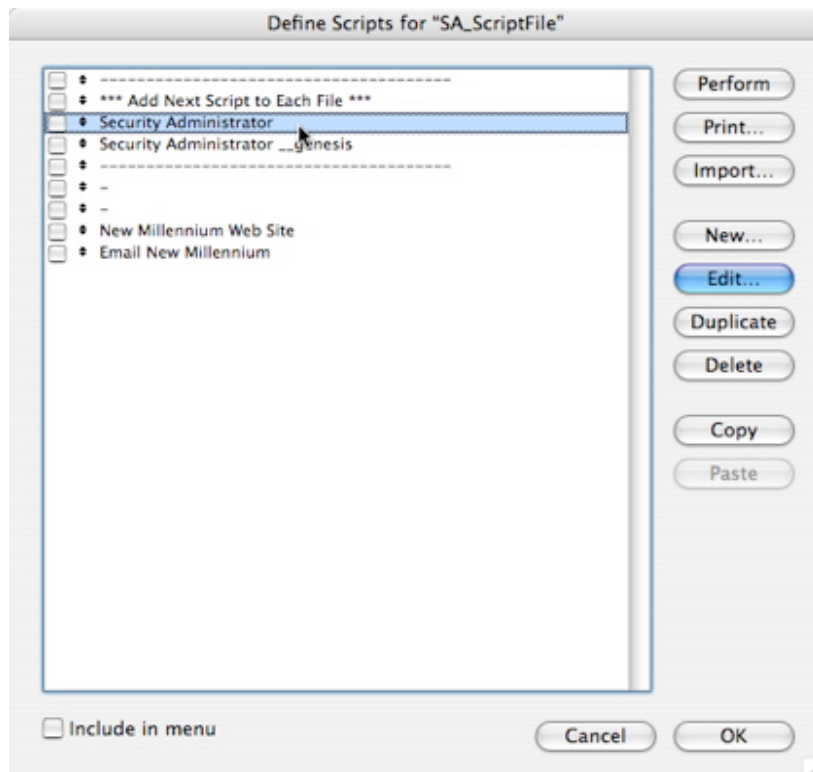 Define Scripts for “SA_ScriptFile”
--------------------------------------
*** Add Next Script to Each File ***
Security Administrator
Security Administrator __genesis
--------------------------------------
-
-
New Millennium Web Site
Email New Millennium
Perform
Print...
Import...
New...
Edit...
Duplicate
Delete
Copy
Paste
Include in menu
Cancel
OK